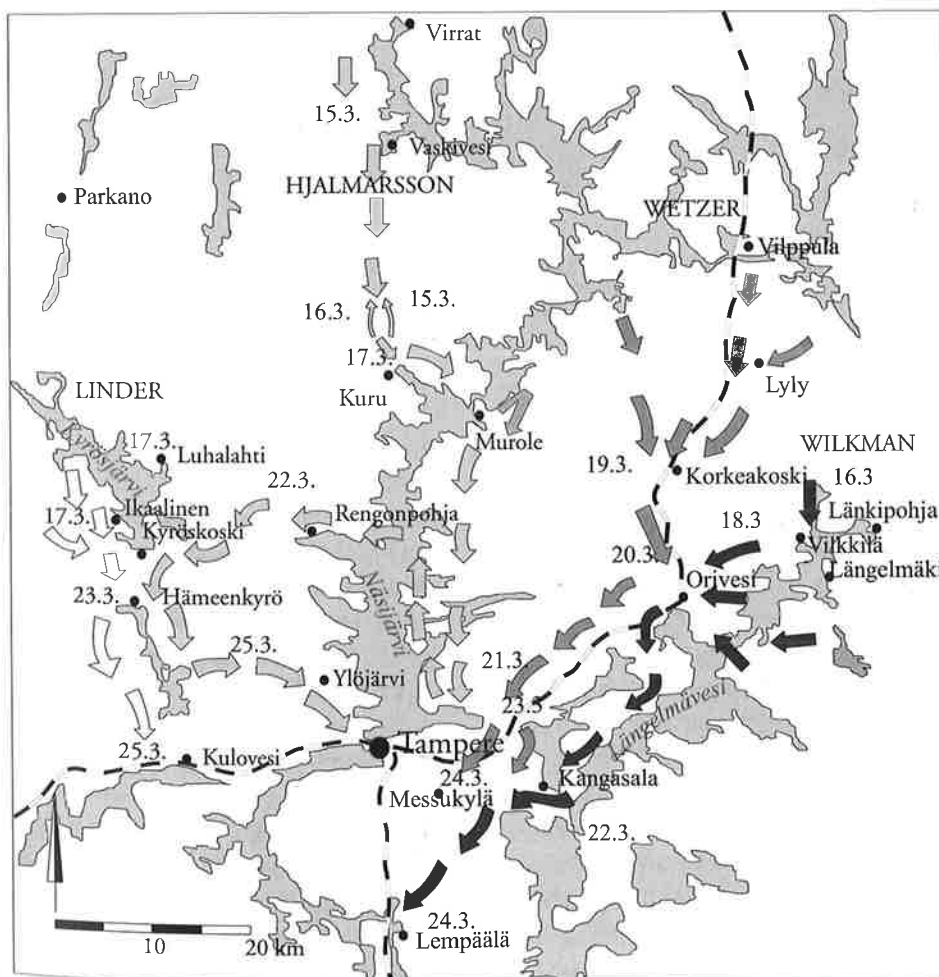 Virrat
15.3.
Vaskivesi
HJALMARSSON
Parkano
WETZER
Vilppula
16.3.
15.3.
17.3.
Kuru
Lyly
LINDER
Murole
WILKMAN
Kyrösjärvi
17.3.
Luhalahti
22.3.
19.3.
Korkeakoski
16.3
Länkipohja
17.3.
Ikaalinen
Kyröskoski
Rengonpohja
18.3
Vilkkilä
20.3.
Orivesi
Längelmäki
23.3.
Hämeenkyrö
Näsijärvi
25.3.
Ylöjärvi
21.3.
23.3
Längelmävesi
25.3.
Kulovesi
Tampere
24.3.
Kangasala
Messukylä
22.3.
24.3.
Lempäälä
10
20 km